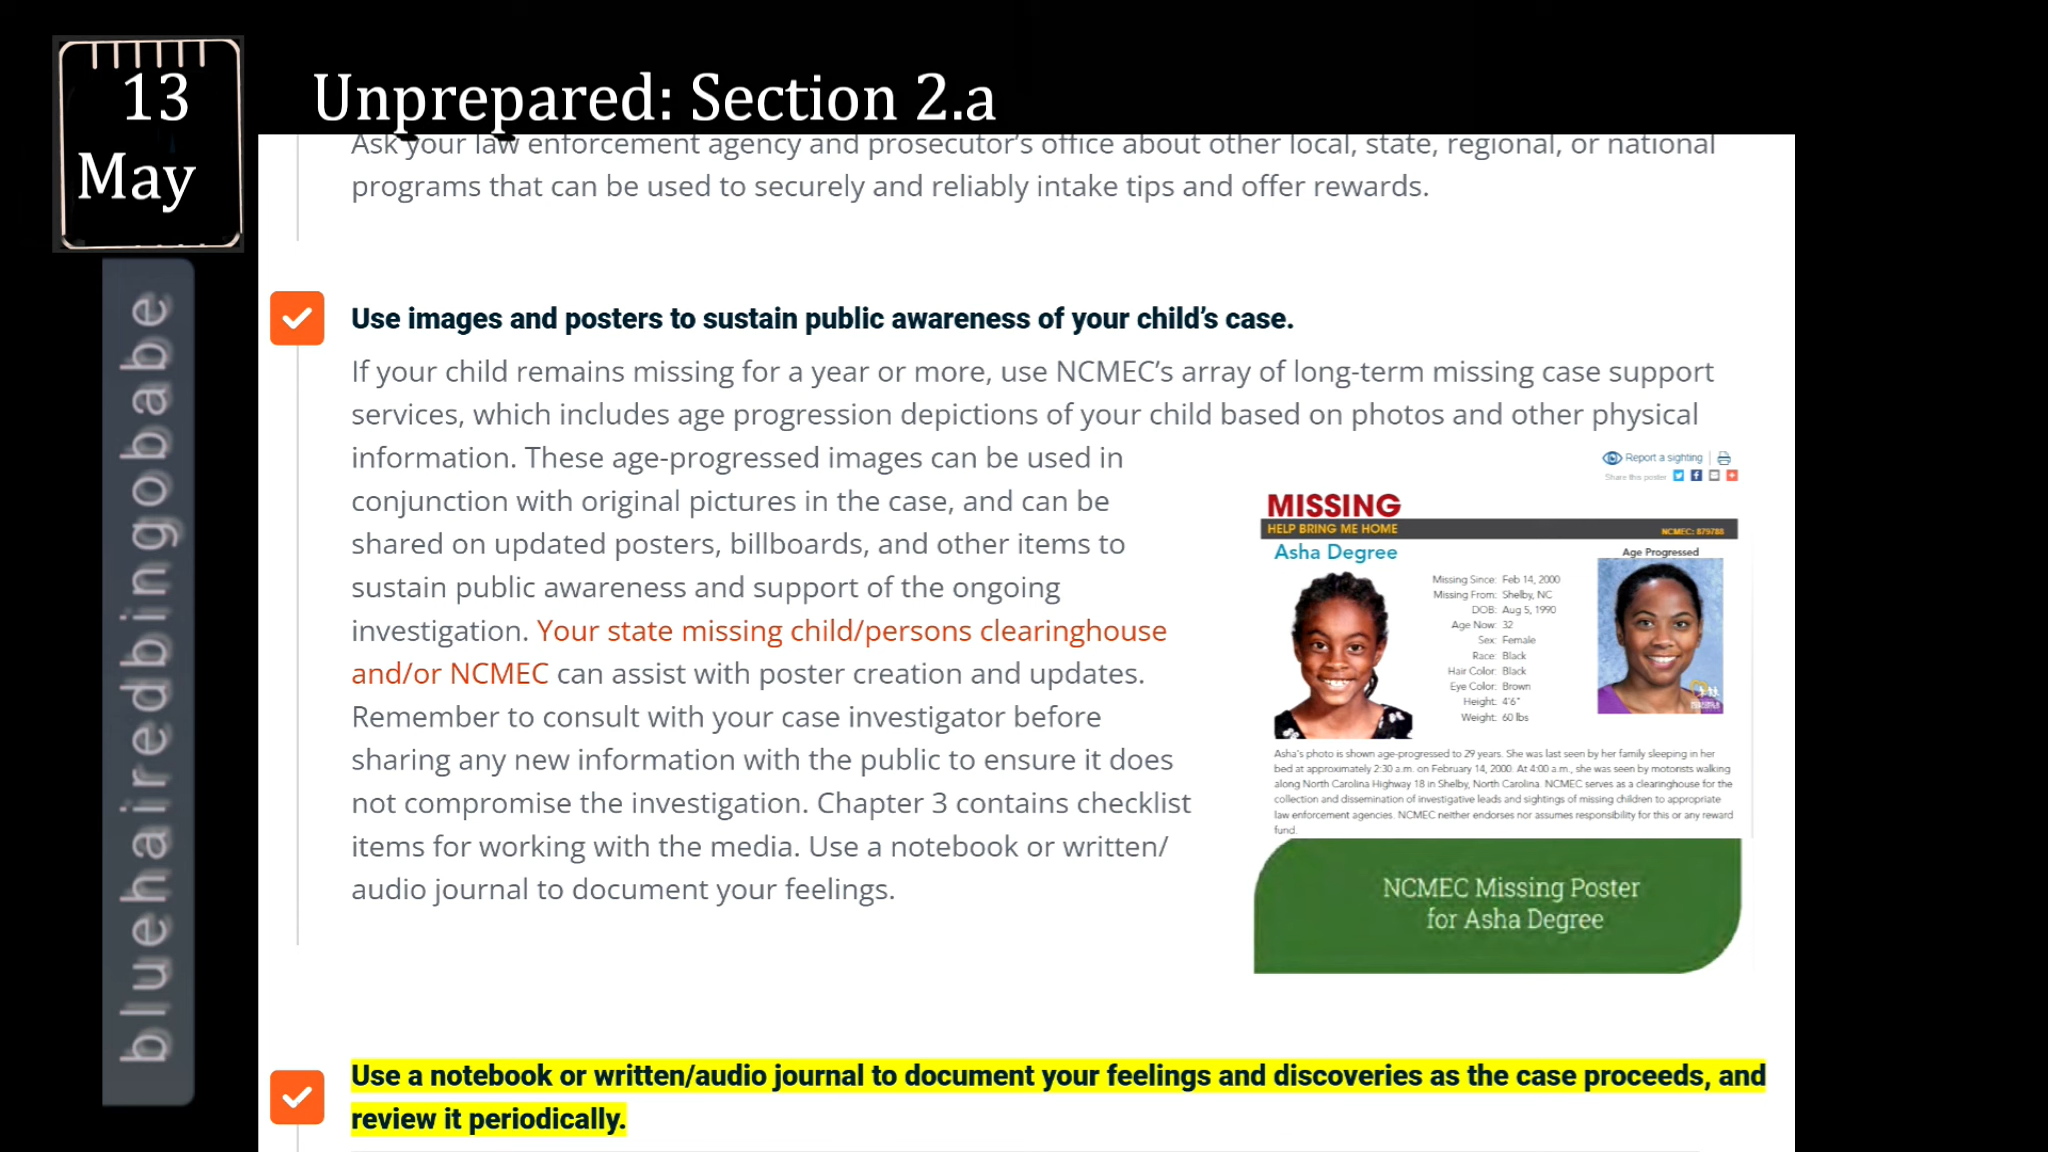 13
May
Unprepared: Section 2.a
bluehairedblingobabe
Ask your law enforcement agency and prosecutor's office about other local, state, regional, or national
programs that can be used to securely and reliably intake tips and offer rewards.
Use images and posters to sustain public awareness of your child's case.
If your child remains missing for a year or more, use NCMEC's array of long-term missing case support
services, which includes age progression depictions of your child based on photos and other physical
information. These age-progressed images can be used in
conjunction with original pictures in the case, and can be
shared on updated posters, billboards, and other items to
sustain public awareness and support of the ongoing
investigation. Your state missing child/persons clearinghouse
and/or NCMEC can assist with poster creation and updates.
Remember to consult with your case investigator before
sharing any new information with the public to ensure it does
not compromise the investigation. Chapter 3 contains checklist
items for working with the media. Use a notebook or written/
audio journal to document your feelings.
Report a sighting
Share this poster
MISSING
HELP BRING ME HOME
NCMEC: 879788
Asha Degree
Age Progressed
Missing Since: Feb 14, 2000
Missing From: Shelby, NC
DOB: Aug 5, 1990
Age Now: 32
Sex: Female
Race: Black
Hair Color: Black
Eye Color: Brown
Height: 4'6"
Weight: 60 lbs
Asha's photo is shown age-progressed to 29 years. She was last seen by her family sleeping in her
bed at approximately 2:30 a.m. on February 14, 2000. At 4:00 a.m., she was seen by motorists walking
along North Carolina Highway 18 in Shelby, North Carolina. NCMEC serves as a clearinghouse for the
collection and dissemination of investigative leads and sightings of missing children to appropriate
law enforcement agencies. NCMEC neither endorses nor assumes responsibility for this or any reward
fund.
NCMEC Missing Poster
for Asha Degree
Use a notebook or written/audio journal to document your feelings and discoveries as the case proceeds, and
review it periodically.